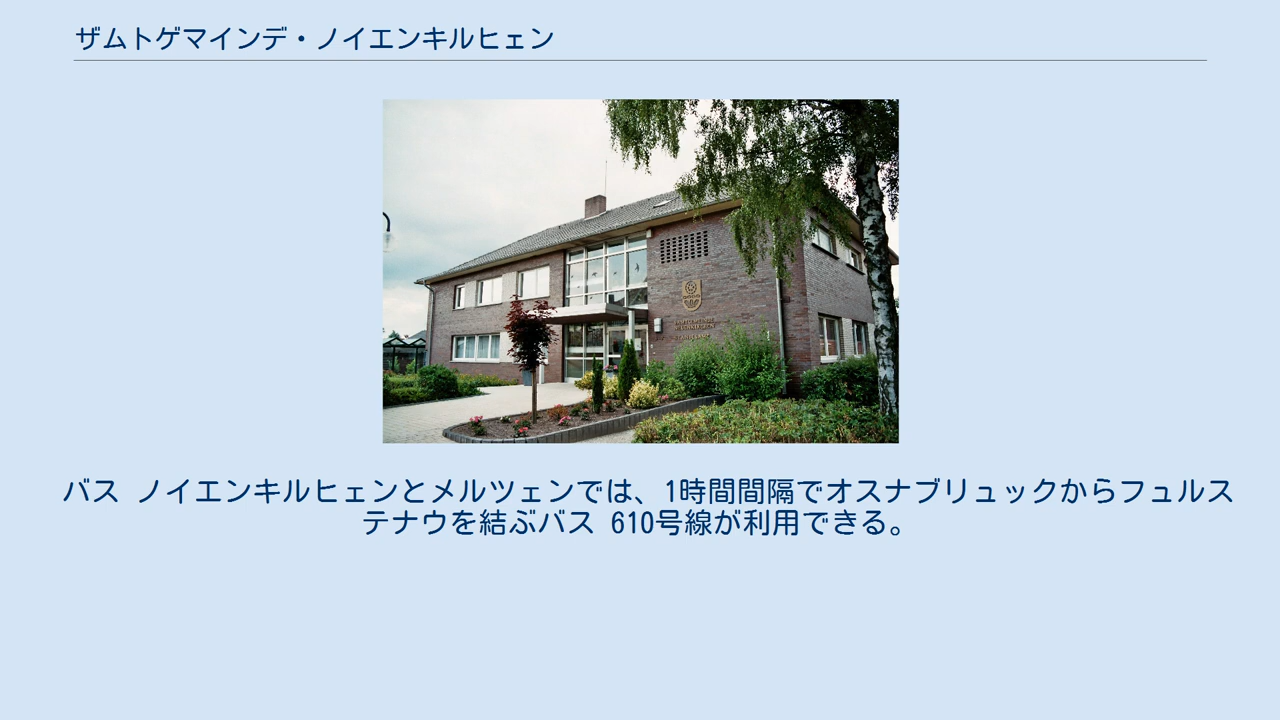 ザムトゲマインデ・ノイエンキルヒェン
バス ノイエンキルヒェンとメルツェンでは、1時間間隔でオスナブリュックからフュルス
テナウを結ぶバス 610号線が利用できる。